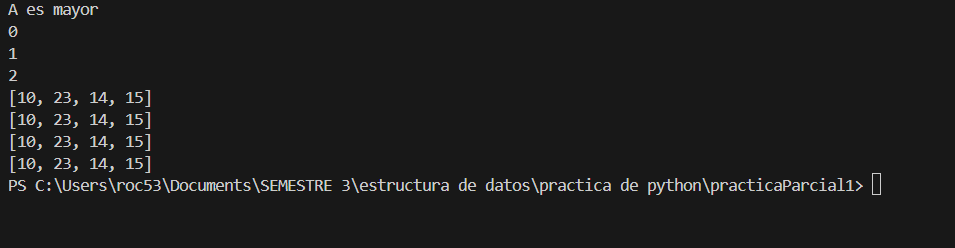 A es mayor
0
1
2
[10, 23, 14, 15]
[10, 23, 14, 15]
[10, 23, 14, 15]
[10, 23, 14, 15]
PS C:\Users\roc53\Documents\SEMESTRE 3\estructura de datos\practica de python\practicaParcial1>